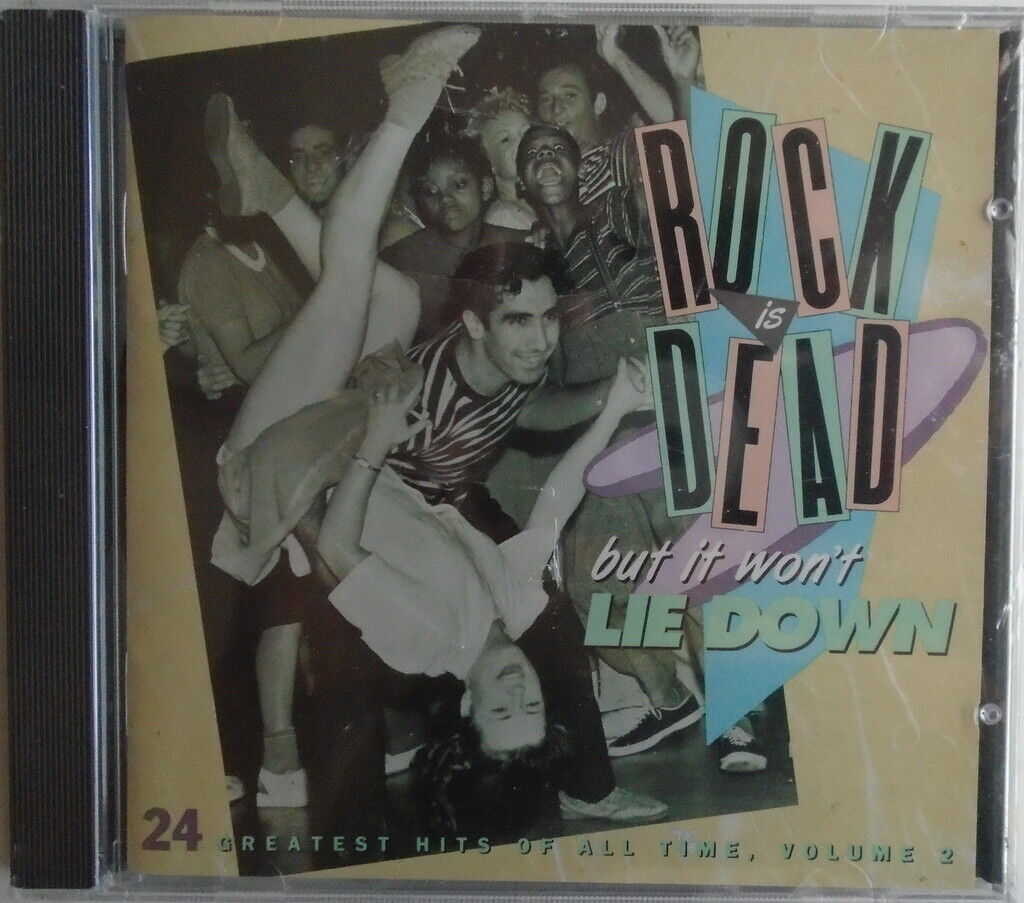 ROCK
is
DEAD
but it won't
LIE DOWN
24 GREATEST HITS OF ALL TIME, VOLUME 2